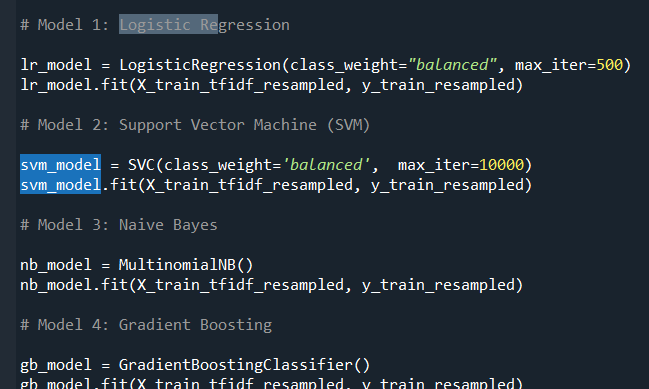 # Model 1: Logistic Regression
lr_model = LogisticRegression(class_weight="balanced", max_iter=500)
lr_model.fit(X_train_tfidf_resampled, y_train_resampled)
# Model 2: Support Vector Machine (SVM)
svm_model = SVC(class_weight='balanced',  max_iter=10000)
svm_model.fit(X_train_tfidf_resampled, y_train_resampled)
# Model 3: Naive Bayes
nb_model = MultinomialNB()
nb_model.fit(X_train_tfidf_resampled, y_train_resampled)
# Model 4: Gradient Boosting
gb_model = GradientBoostingClassifier()
gb_model.fit(X_train_tfidf_resampled, y_train_resampled)